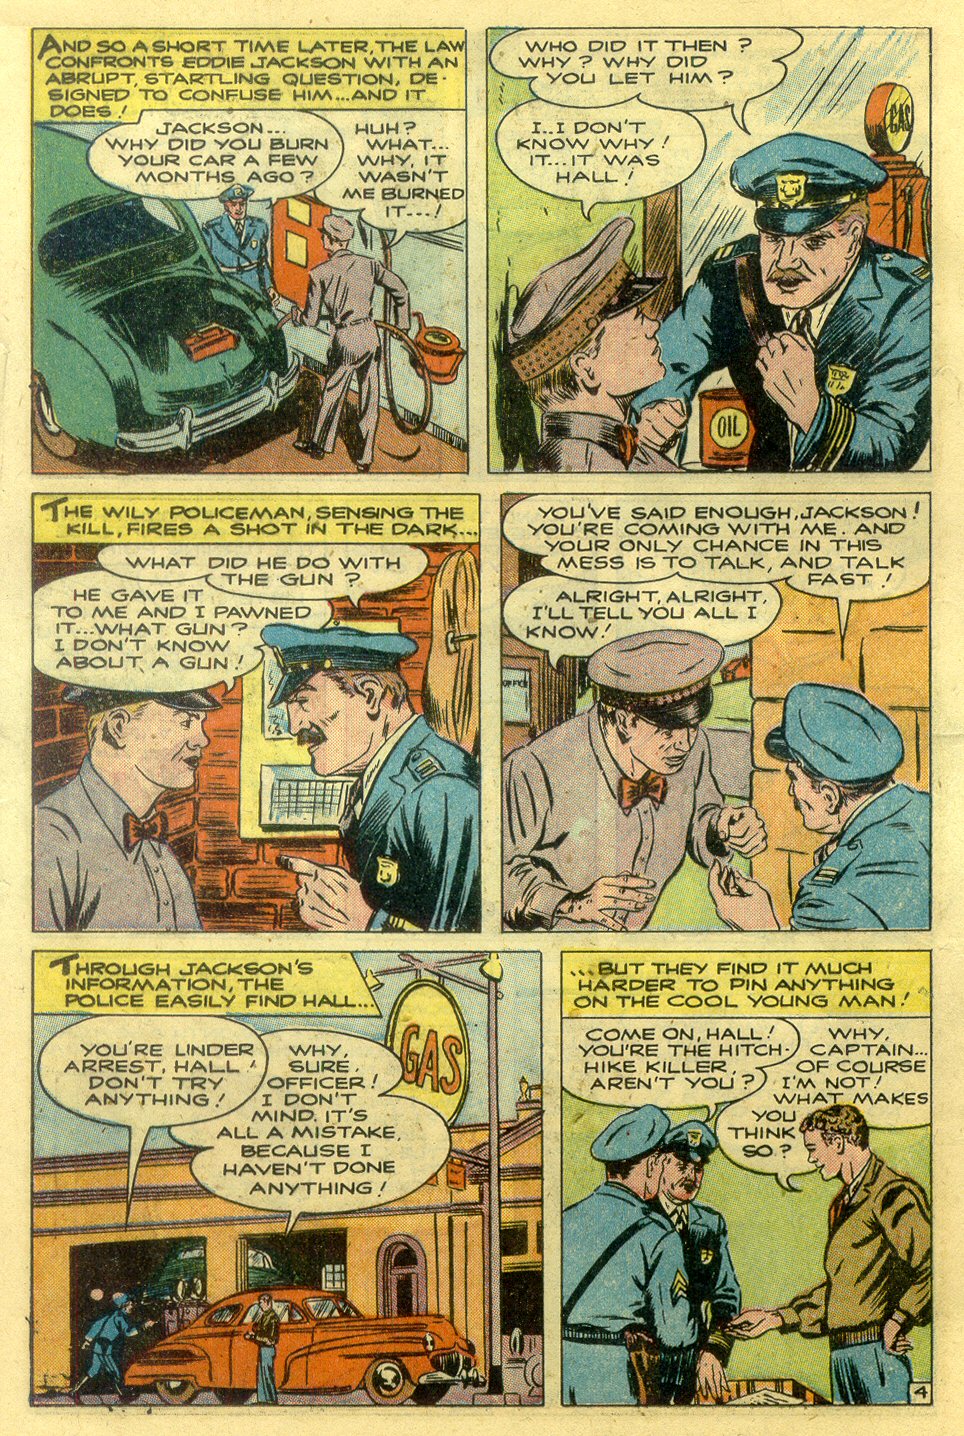 AND SO A SHORT TIME LATER, THE LAW
CONFRONTS EDDIE JACKSON WITH AN
ABRUPT, STARTLING QUESTION, DE-
SIGNED, TO CONFUSE HIM...AND IT
DOES!
JACKSON...
WHY DID YOU BURN
YOUR CAR A FEW
MONTHS AGO?
HUH?
WHAT...
WHY, IT
WASN'T
ME BURNED
IT...!
WHO DID IT THEN?
WHY? WHY DID
YOU LET HIM?
I..I DON'T
KNOW WHY!
IT...IT WAS
HALL!
GAS
OIL
THE WILY POLICEMAN, SENSING THE
KILL, FIRES A SHOT IN THE DARK...
WHAT DID HE DO WITH
THE GUN?
HE GAVE IT
TO ME AND I PAWNED
IT...WHAT GUN?
I DON'T KNOW
ABOUT A GUN!
YOU'VE SAID ENOUGH, JACKSON!
YOU'RE COMING WITH ME. AND
YOUR ONLY CHANCE IN THIS
MESS IS TO TALK, AND TALK
FAST!
ALRIGHT, ALRIGHT,
I'LL TELL YOU ALL I
KNOW!
OFFICE
THROUGH JACKSON'S
INFORMATION, THE
POLICE EASILY FIND HALL...
YOU'RE UNDER
ARREST, HALL!
DON'T TRY
ANYTHING!
WHY,
SURE,
OFFICER!
I DON'T
MIND. IT'S
ALL A MISTAKE,
BECAUSE I
HAVEN'T DONE
ANYTHING!
GAS
...BUT THEY FIND IT MUCH
HARDER TO PIN ANYTHING
ON THE COOL YOUNG MAN!
COME ON, HALL!
YOU'RE THE HITCH-
HIKE KILLER,
AREN'T YOU?
WHY,
CAPTAIN...
OF COURSE
I'M NOT!
WHAT MAKES
YOU
THINK
SO?
4